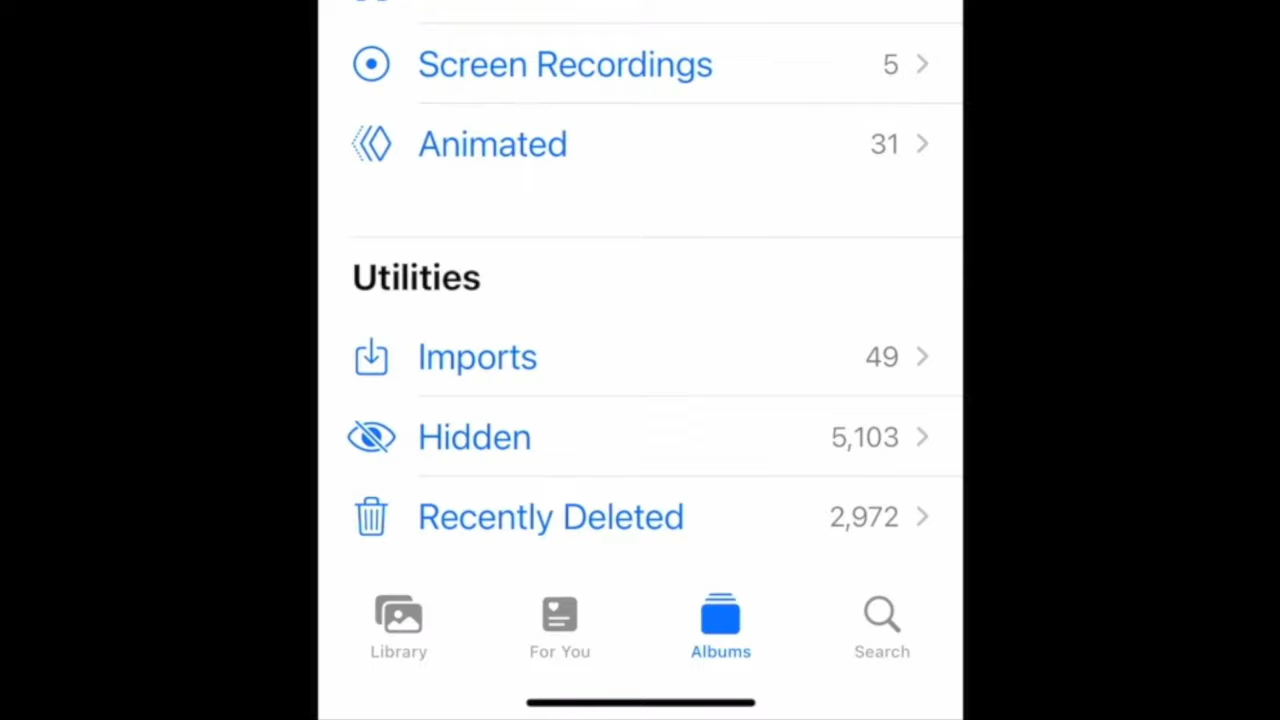 Screen Recordings 5
Animated 31
Utilities
Imports 49
Hidden 5,103
Recently Deleted 2,972
Library For You Albums Search